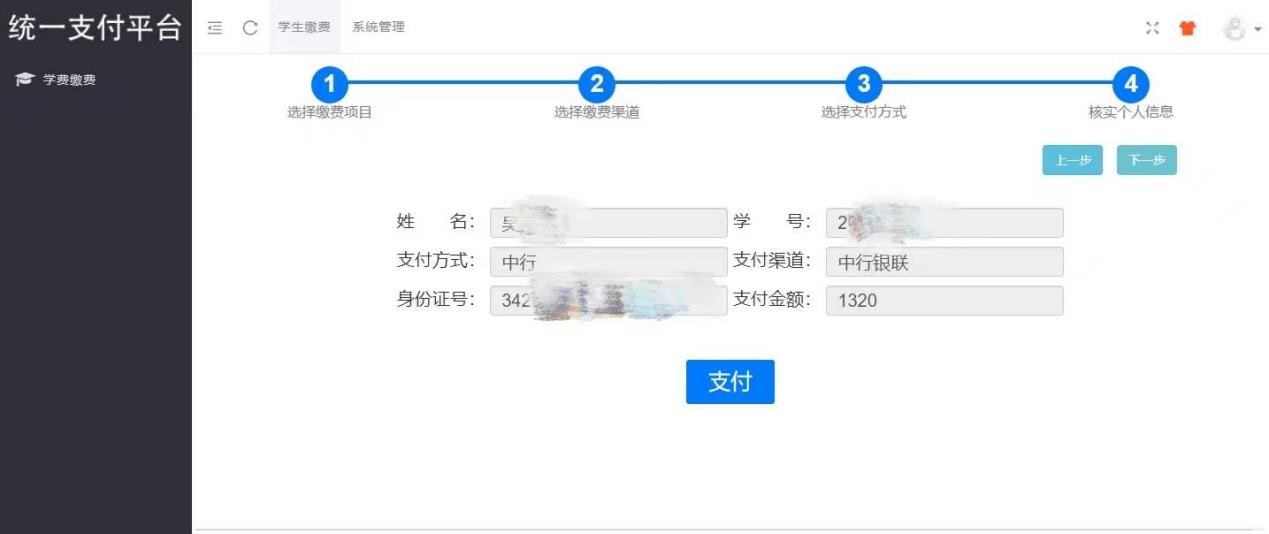 统一支付平台
学生缴费 系统管理
学费缴费
1 2 3 4
选择缴费项目 选择缴费渠道 选择支付方式 核实个人信息
上一步 下一步
姓 名: 吴 学 号: 2
支付方式: 中行 支付渠道: 中行银联
身份证号: 342 支付金额: 1320
支付